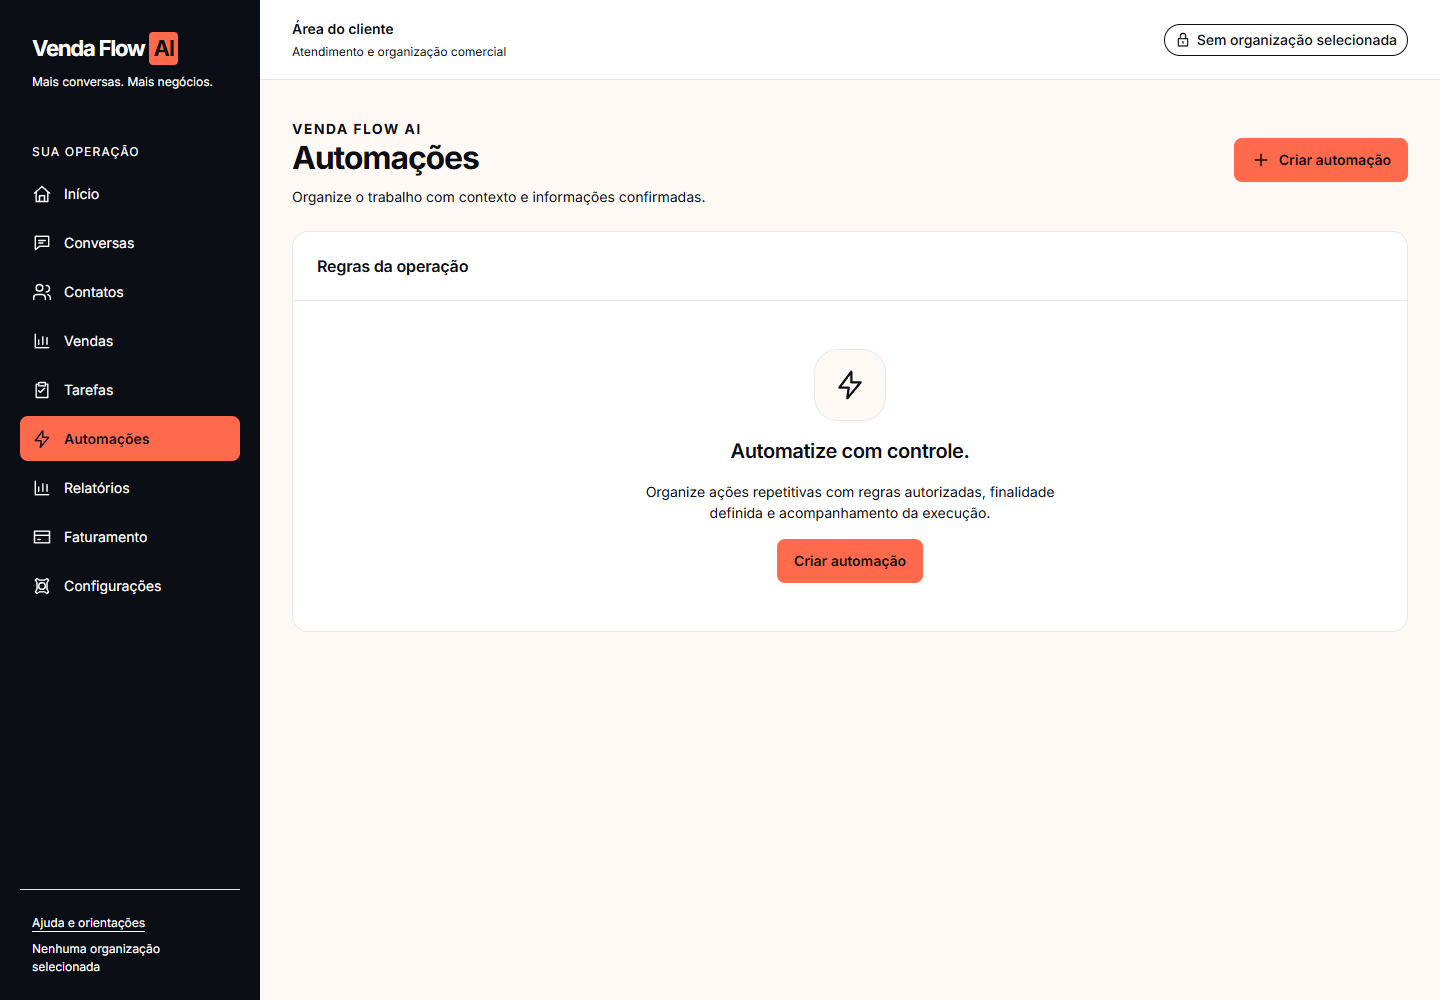 Venda Flow AI
Mais conversas. Mais negócios.
SUA OPERAÇÃO
Início
Conversas
Contatos
Vendas
Tarefas
Automações
Relatórios
Faturamento
Configurações
Ajuda e orientações
Nenhuma organização
selecionada
Área do cliente
Atendimento e organização comercial
Sem organização selecionada
VENDA FLOW AI
Automações
Organize o trabalho com contexto e informações confirmadas.
Criar automação
Regras da operação
Automatize com controle.
Organize ações repetitivas com regras autorizadas, finalidade
definida e acompanhamento da execução.
Criar automação